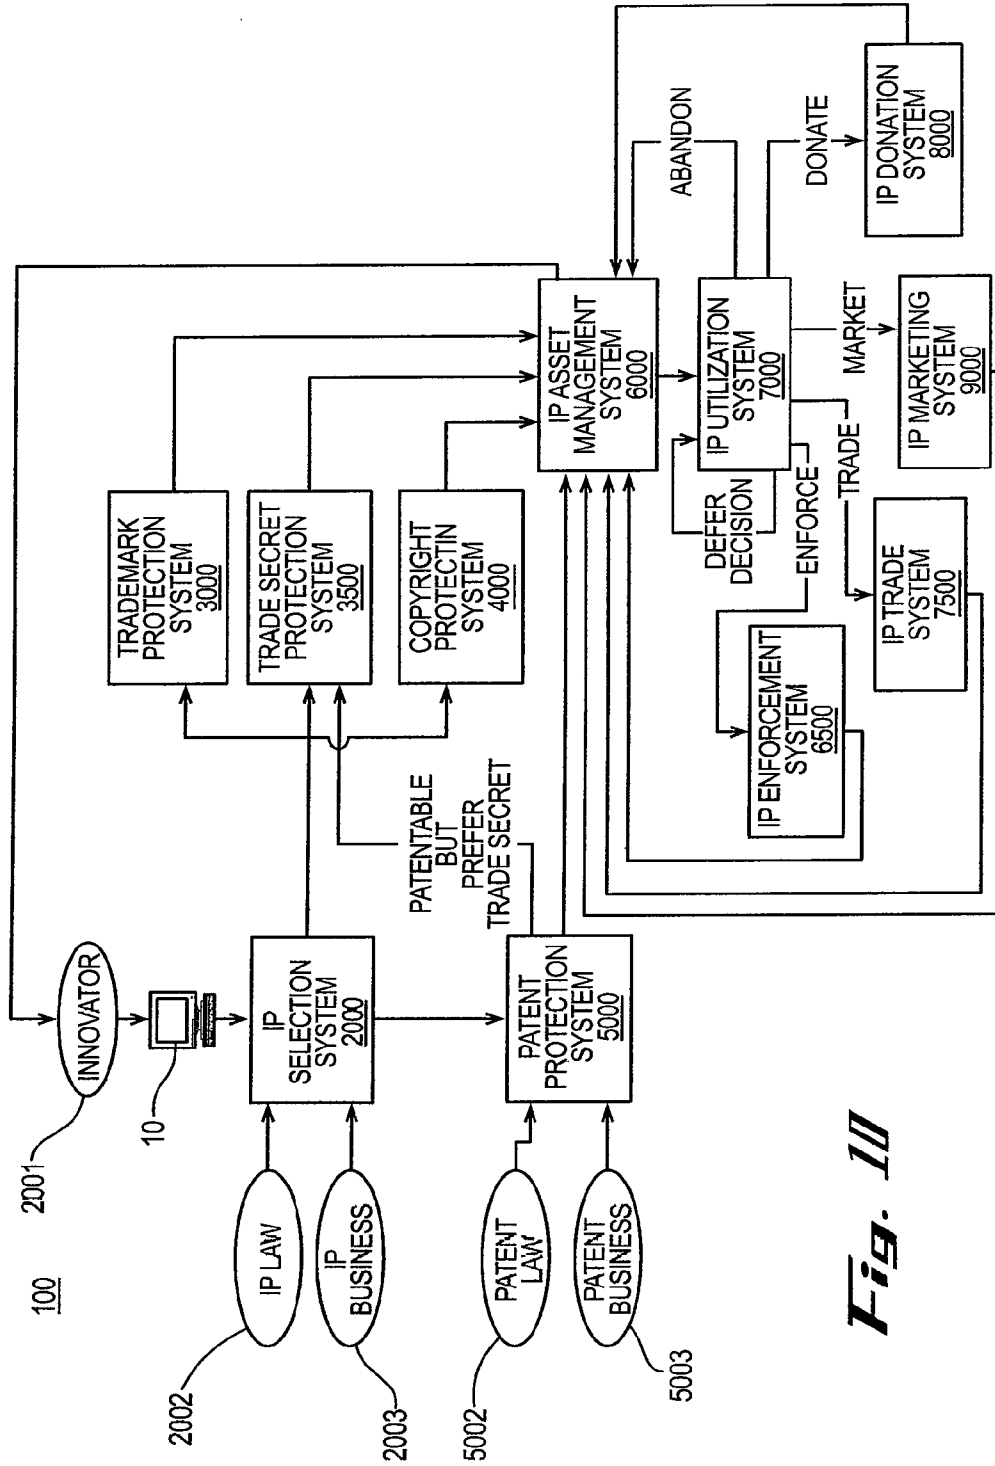 100
2001
INNOVATOR
10
2002
IP LAW
2003
IP
BUSINESS
IP
SELECTION
SYSTEM
2000
TRADEMARK
PROTECTION
SYSTEM
3000
TRADE SECRET
PROTECTION
SYSTEM
3500
COPYRIGHT
PROTECTIN
SYSTEM
4000
PATENTABLE
BUT
PREFER
TRADE SECRET
5002
PATENT
LAW
5003
PATENT
BUSINESS
PATENT
PROTECTION
SYSTEM
5000
IP ASSET
MANAGEMENT
SYSTEM
6000
ABANDON
IP UTILIZATION
SYSTEM
7000
DEFER
DECISION
ENFORCE
TRADE
MARKET
DONATE
IP ENFORCEMENT
SYSTEM
6500
IP TRADE
SYSTEM
7500
IP MARKETING
SYSTEM
9000
IP DONATION
SYSTEM
8000
Fig.